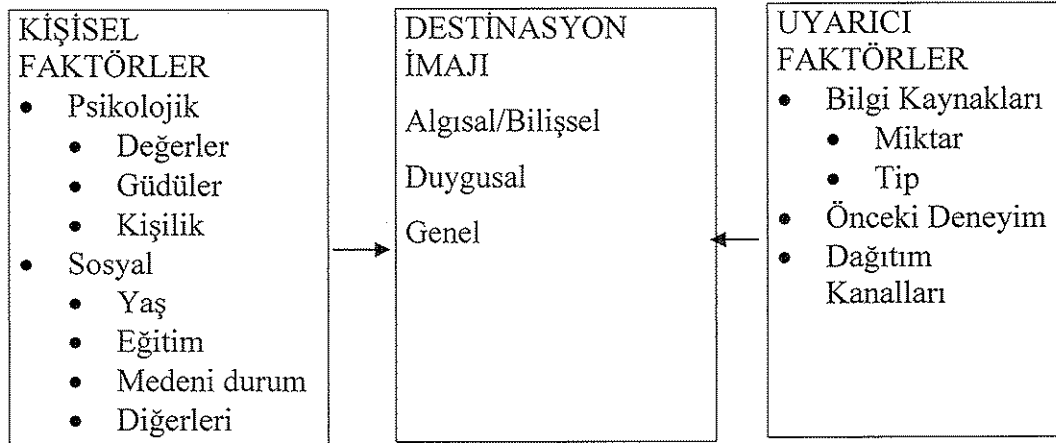 KİŞİSEL
FAKTÖRLER
• Psikolojik
• Değerler
• Güdüler
• Kişilik
• Sosyal
• Yaş
• Eğitim
• Medeni durum
• Diğerleri
DESTİNASYON
İMAJI
Algısal/Bilişsel
Duygusal
Genel
UYARICI
FAKTÖRLER
• Bilgi Kaynakları
• Miktar
• Tip
• Önceki Deneyim
• Dağıtım
Kanalları